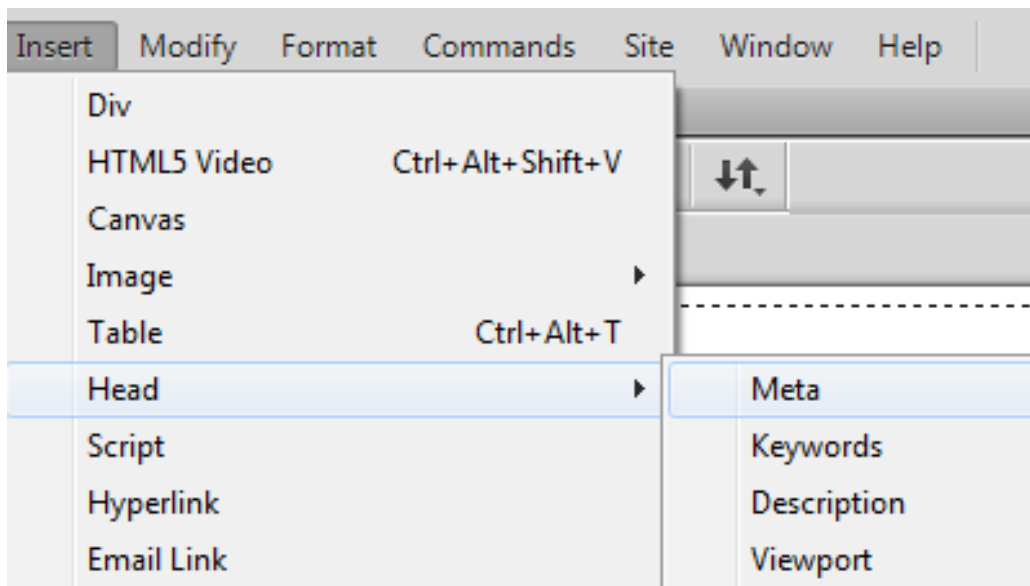 Insert Modify Format Commands Site Window Help
Div
HTML5 Video Ctrl+Alt+Shift+V
Canvas
Image
Table Ctrl+Alt+T
Head
Script
Hyperlink
Email Link
Meta
Keywords
Description
Viewport